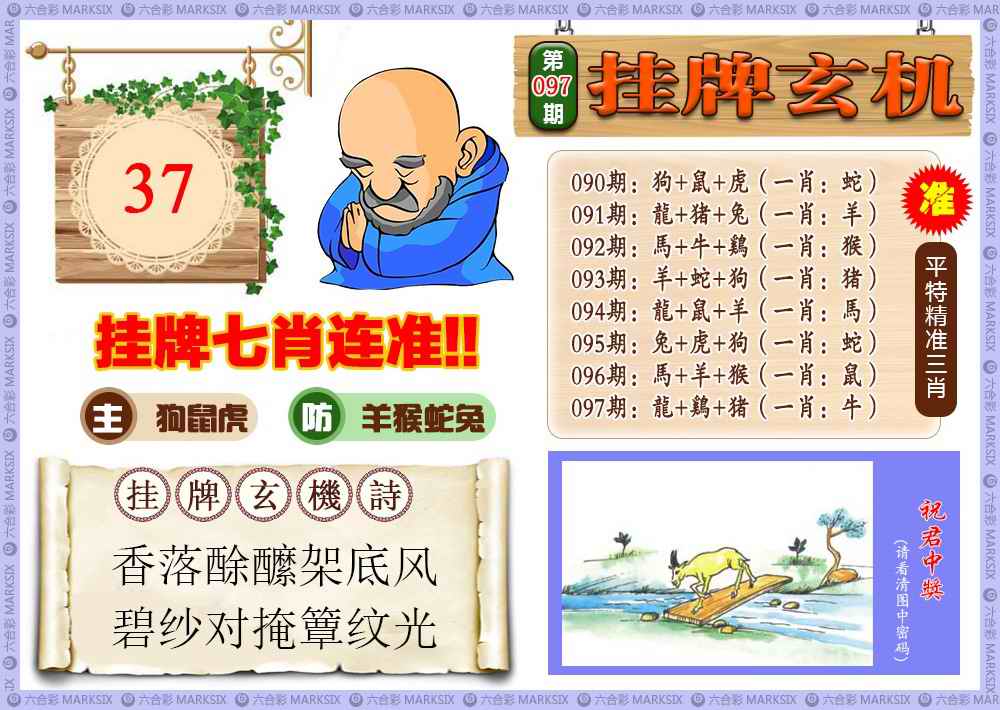 六合彩 MARKSIX
第
097
期
挂牌玄机
37
090期：狗+鼠+虎（一肖：蛇）
091期：龍+猪+兔（一肖：羊）
092期：馬+牛+鷄（一肖：猴）
093期：羊+蛇+狗（一肖：猪）
094期：龍+鼠+羊（一肖：馬）
095期：兔+虎+狗（一肖：蛇）
096期：馬+羊+猴（一肖：鼠）
097期：龍+鷄+猪（一肖：牛）
准
平特精准三肖
挂牌七肖连准!!
主 狗鼠虎
防 羊猴蛇兔
挂牌玄機詩
香落酴醿架底风
碧纱对掩簟纹光
祝君中獎
(请看清图中密码)